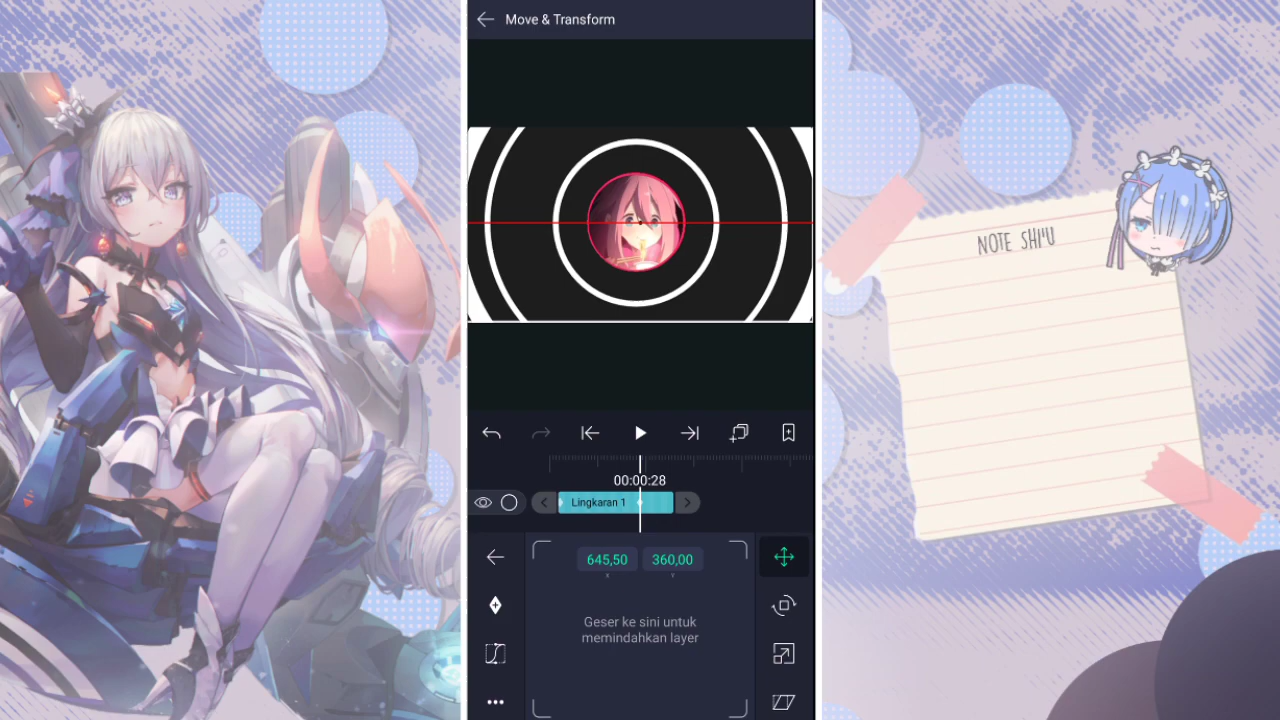 Move & Transform
NOTE SHI'U
00:00:28
Lingkaran 1
645,50 360,00
X Y
Geser ke sini untuk
memindahkan layer